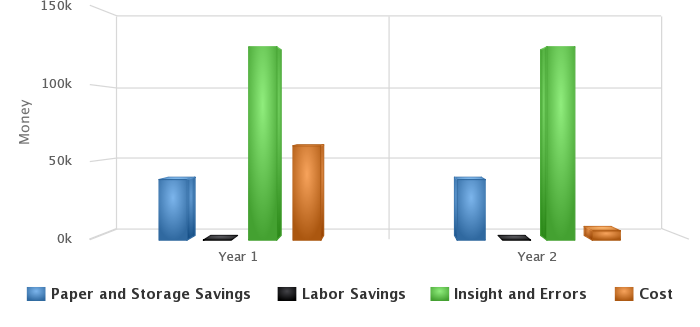 150k
100k
50k
0k
Money
Year 1
Year 2
Paper and Storage Savings
Labor Savings
Insight and Errors
Cost